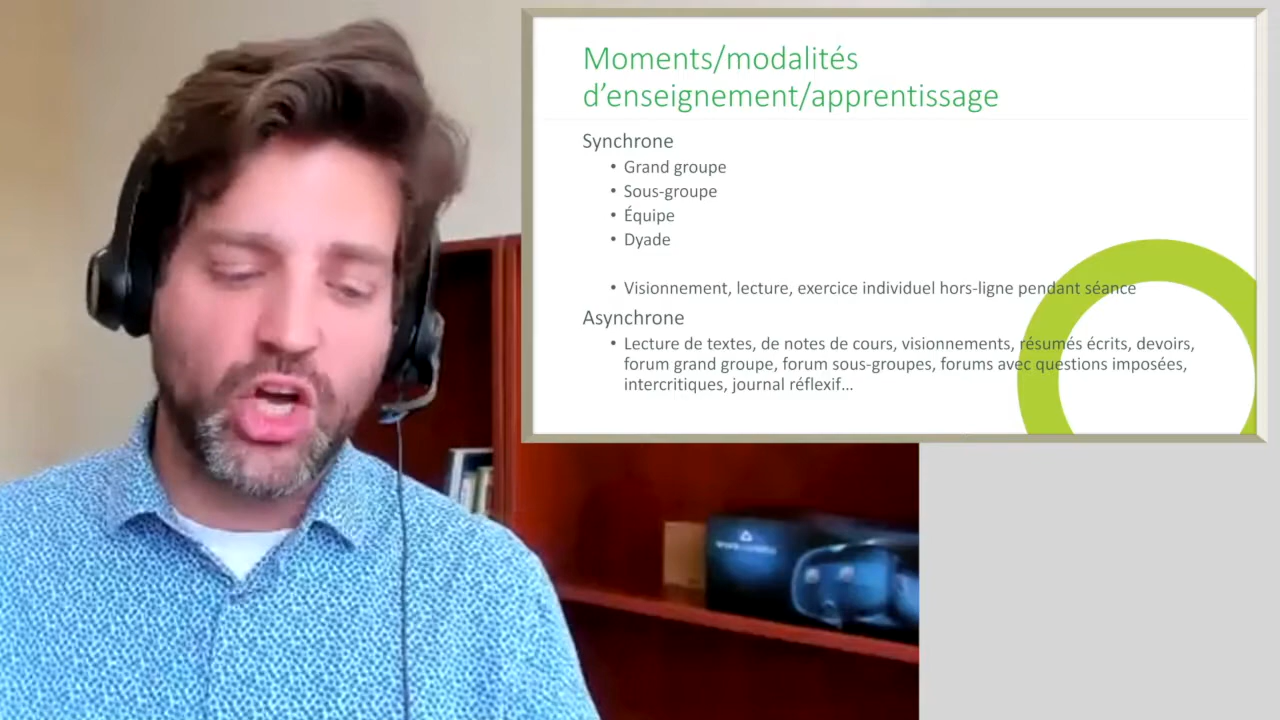 Moments/modalités
d'enseignement/apprentissage
Synchrone
• Grand groupe
• Sous-groupe
• Équipe
• Dyade
• Visionnement, lecture, exercice individuel hors-ligne pendant séance
Asynchrone
• Lecture de textes, de notes de cours, visionnements, résumés écrits, devoirs,
forum grand groupe, forum sous-groupes, forums avec questions imposées,
intercritiques, journal réflexif...